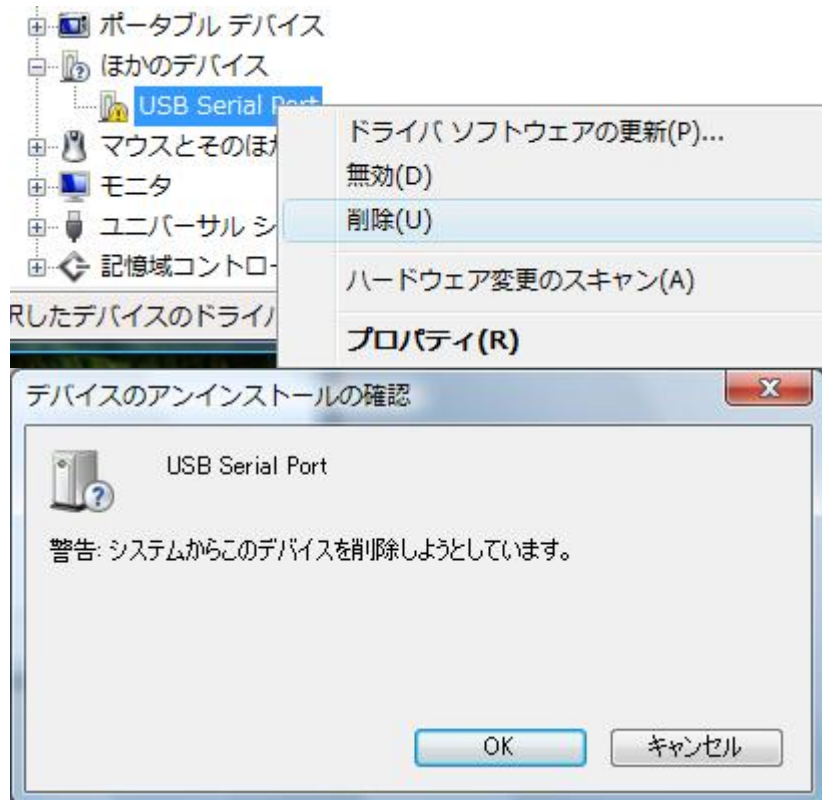 ポータブル デバイス
ほかのデバイス
USB Serial Port
ドライバ ソフトウェアの更新(P)...
マウスとそのほか
無効(D)
モニタ
削除(U)
ユニバーサル シ
記憶域コントロー
ハードウェア変更のスキャン(A)
択したデバイスのドライバ
プロパティ(R)
デバイスのアンインストールの確認
USB Serial Port
警告: システムからこのデバイスを削除しようとしています。
OK
キャンセル